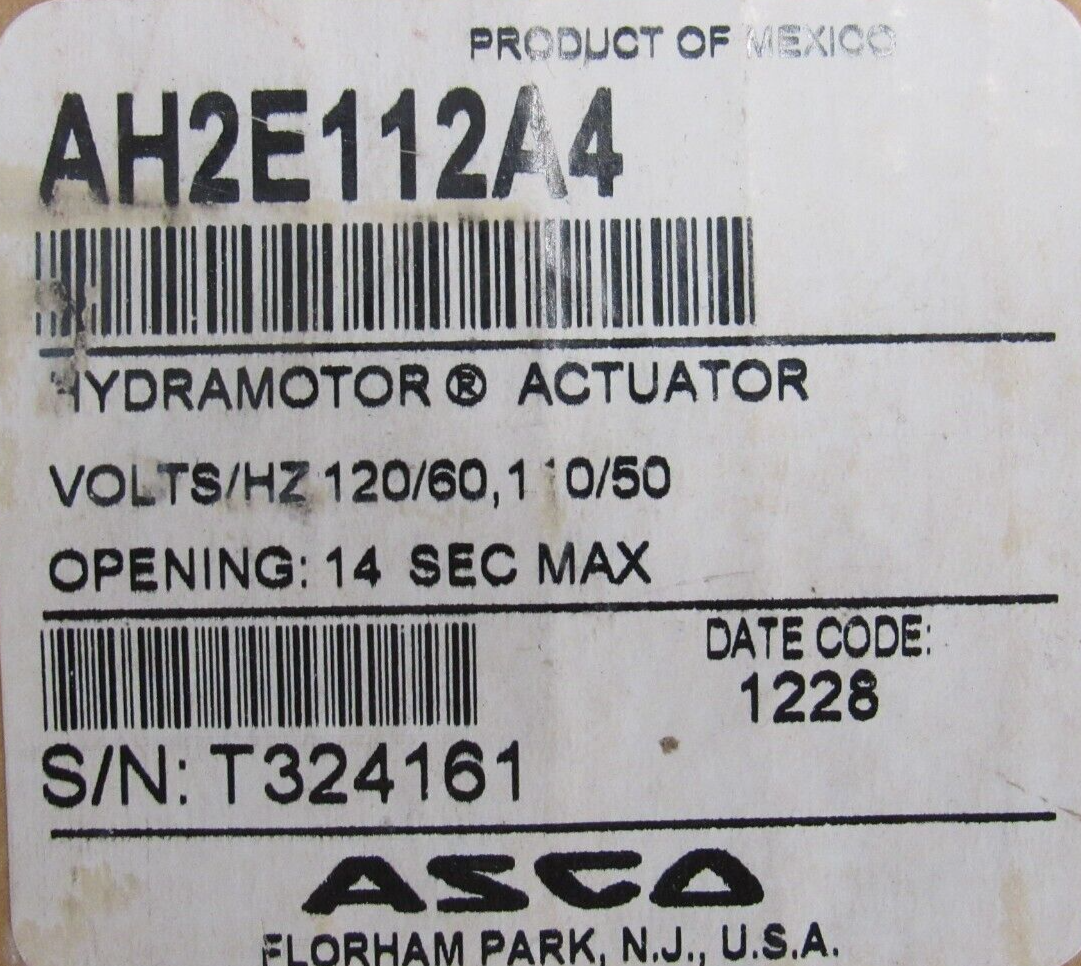 PRODUCT OF MEXICO
AH2E112A4
HYDRAMOTOR® ACTUATOR
VOLTS/HZ 120/60,110/50
OPENING: 14 SEC MAX
DATE CODE:
1228
S/N: T324161
ASCO
FLORHAM PARK, N.J., U.S.A.